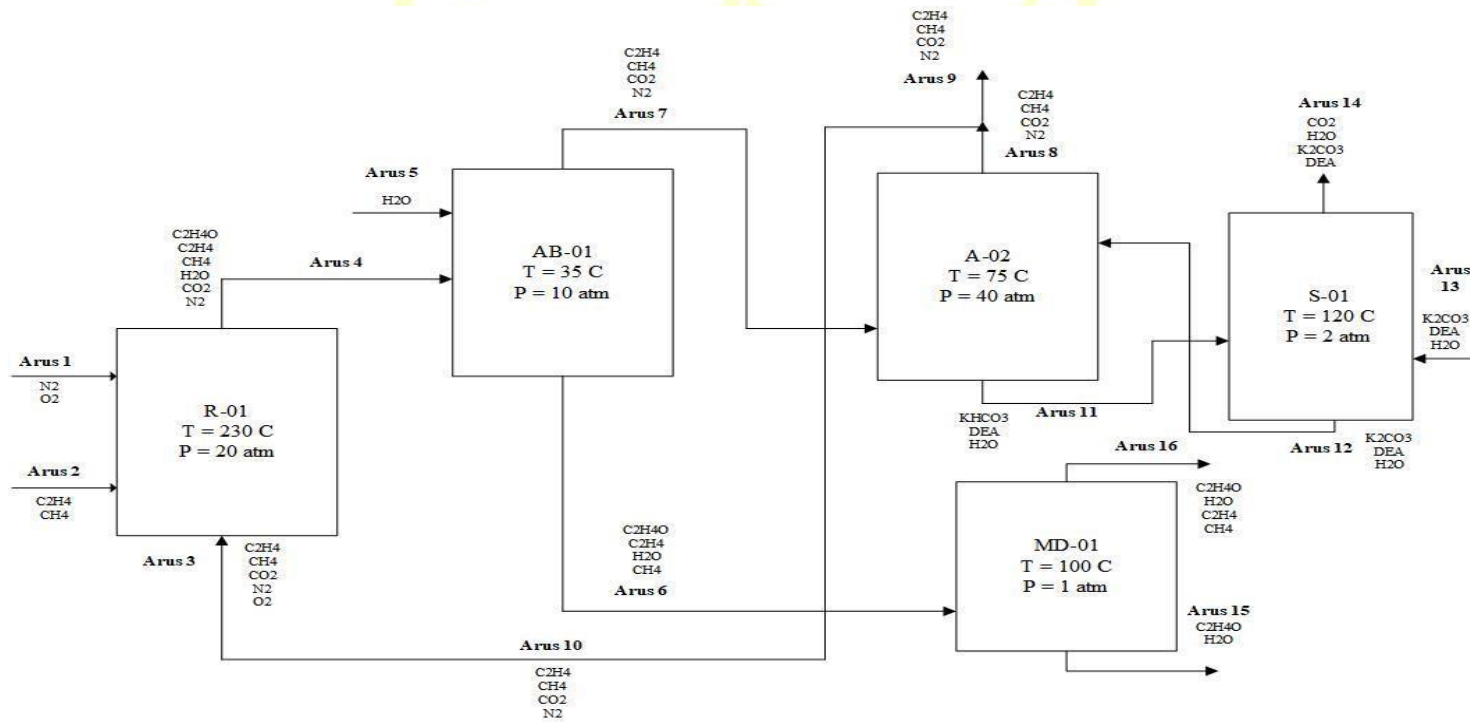 C2H4
CH4
CO2
N2
Arus 9
C2H4
CH4
CO2
N2
Arus 7
C2H4
CH4
CO2
N2
Arus 8
Arus 14
CO2
H2O
K2CO3
DEA
Arus 5
H2O
AB-01
T = 35 C
P = 10 atm
A-02
T = 75 C
P = 40 atm
S-01
T = 120 C
P = 2 atm
Arus
13
K2CO3
DEA
H2O
C2H4O
C2H4
CH4
H2O
CO2
N2
Arus 4
Arus 1
N2
O2
R-01
T = 230 C
P = 20 atm
Arus 2
C2H4
CH4
KHCO3
DEA
H2O
Arus 11
Arus 12
K2CO3
DEA
H2O
Arus 16
C2H4O
H2O
C2H4
CH4
Arus 3
C2H4
CH4
CO2
N2
O2
C2H4O
C2H4
H2O
CH4
Arus 6
MD-01
T = 100 C
P = 1 atm
Arus 15
C2H4O
H2O
Arus 10
C2H4
CH4
CO2
N2